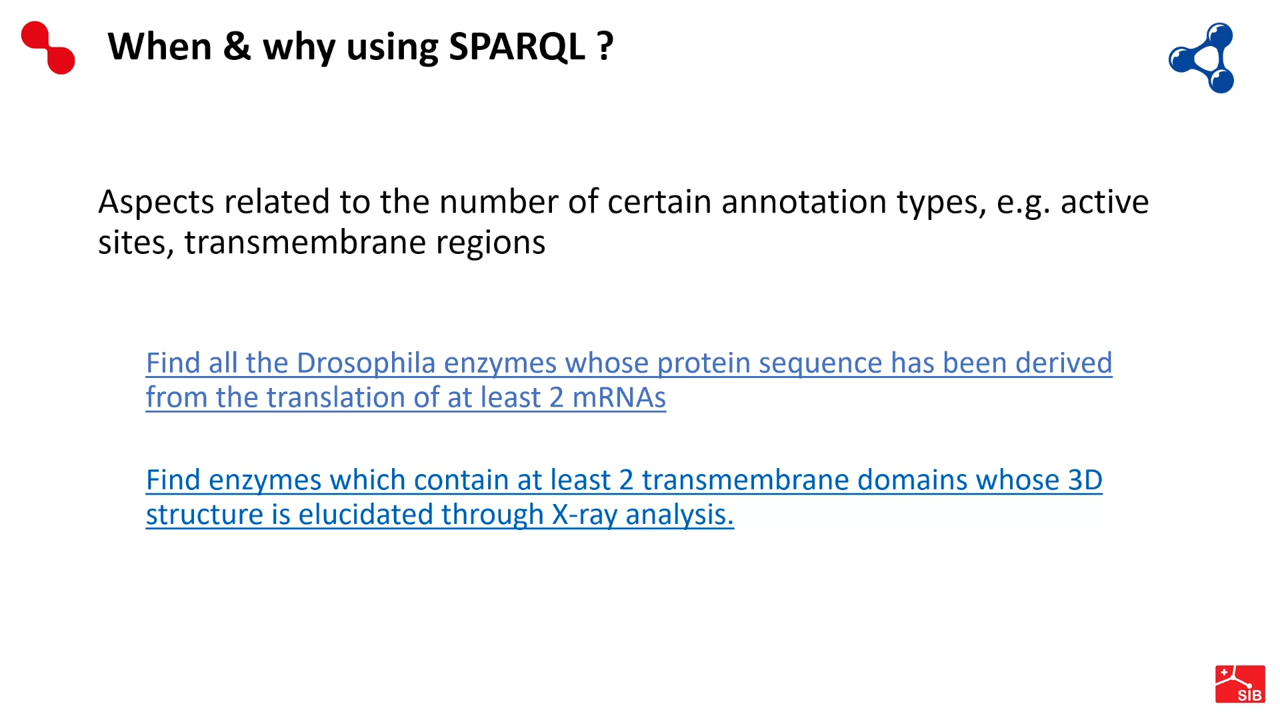 When & why using SPARQL ?
Aspects related to the number of certain annotation types, e.g. active
sites, transmembrane regions
Find all the Drosophila enzymes whose protein sequence has been derived
from the translation of at least 2 mRNAs
Find enzymes which contain at least 2 transmembrane domains whose 3D
structure is elucidated through X-ray analysis.
SIB